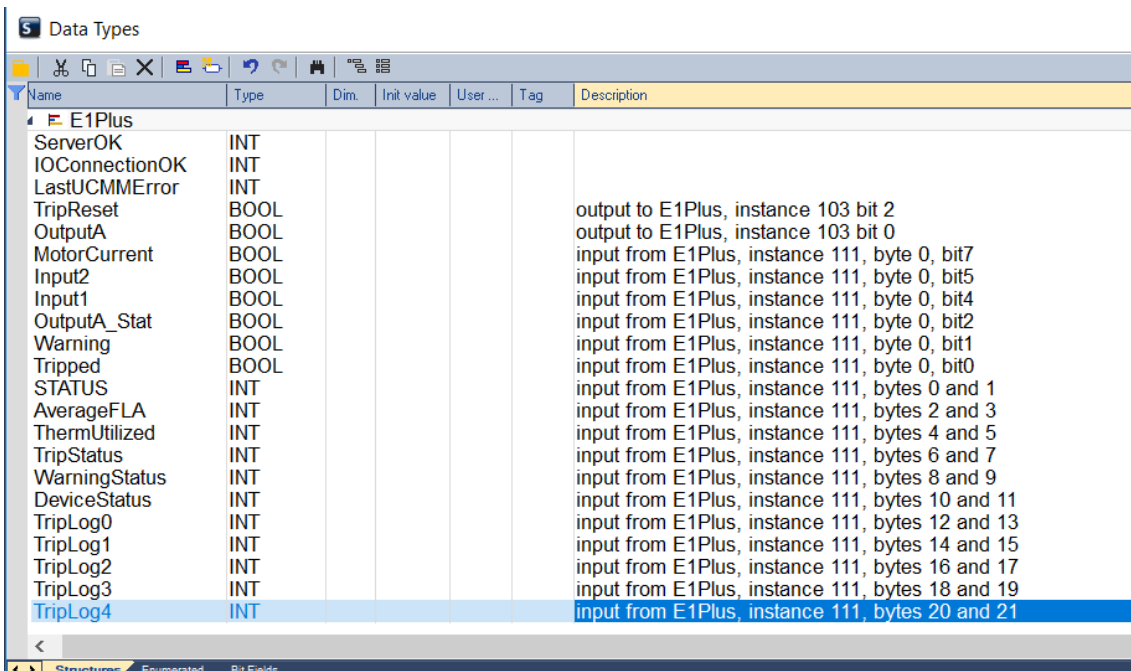 S Data Types
Name Type Dim. Init value User ... Tag Description
E1Plus
ServerOK INT
IOConnectionOK INT
LastUCMMError INT
TripReset BOOL output to E1Plus, instance 103 bit 2
OutputA BOOL output to E1Plus, instance 103 bit 0
MotorCurrent BOOL input from E1Plus, instance 111, byte 0, bit7
Input2 BOOL input from E1Plus, instance 111, byte 0, bit5
Input1 BOOL input from E1Plus, instance 111, byte 0, bit4
OutputA_Stat BOOL input from E1Plus, instance 111, byte 0, bit2
Warning BOOL input from E1Plus, instance 111, byte 0, bit1
Tripped BOOL input from E1Plus, instance 111, byte 0, bit0
STATUS INT input from E1Plus, instance 111, bytes 0 and 1
AverageFLA INT input from E1Plus, instance 111, bytes 2 and 3
ThermUtilized INT input from E1Plus, instance 111, bytes 4 and 5
TripStatus INT input from E1Plus, instance 111, bytes 6 and 7
WarningStatus INT input from E1Plus, instance 111, bytes 8 and 9
DeviceStatus INT input from E1Plus, instance 111, bytes 10 and 11
TripLog0 INT input from E1Plus, instance 111, bytes 12 and 13
TripLog1 INT input from E1Plus, instance 111, bytes 14 and 15
TripLog2 INT input from E1Plus, instance 111, bytes 16 and 17
TripLog3 INT input from E1Plus, instance 111, bytes 18 and 19
TripLog4 INT input from E1Plus, instance 111, bytes 20 and 21
Structures Enumerated Bit Fields